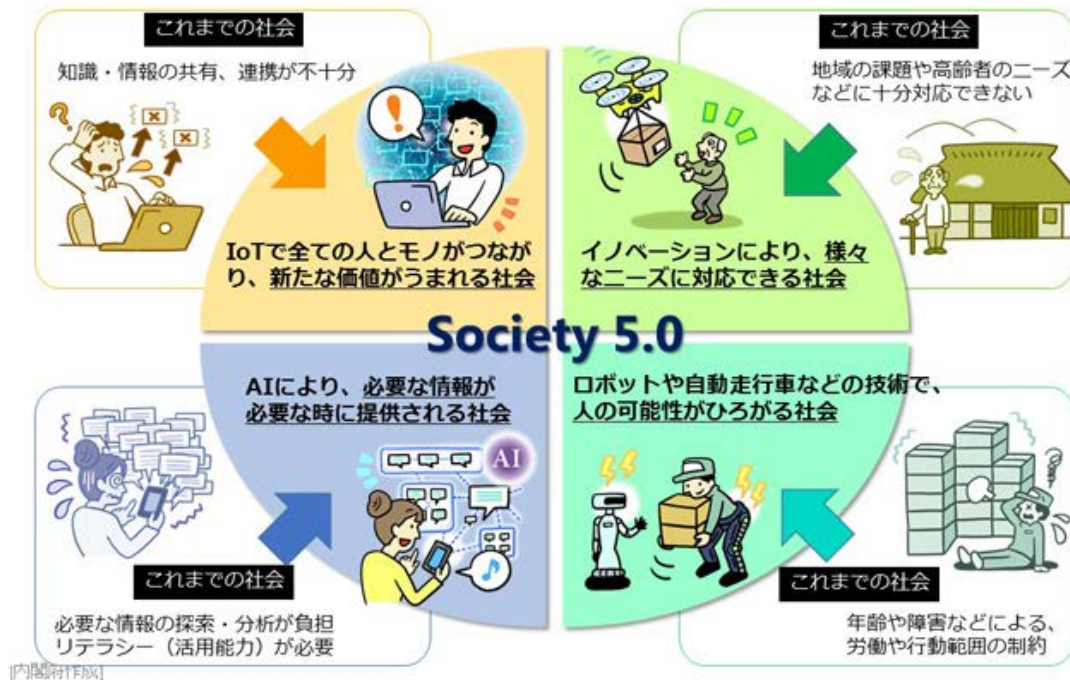 これまでの社会
知識・情報の共有、連携が不十分
IoTで全ての人とモノがつなが
り、新たな価値がうまれる社会
これまでの社会
地域の課題や高齢者のニーズ
などに十分対応できない
イノベーションにより、様々
なニーズに対応できる社会
Society 5.0
AIにより、必要な情報が
必要な時に提供される社会
AI
これまでの社会
必要な情報の探索・分析が負担
リテラシー（活用能力）が必要
ロボットや自動走行車などの技術で、
人の可能性がひろがる社会
これまでの社会
年齢や障害などによる、
労働や行動範囲の制約
[内閣府作成]